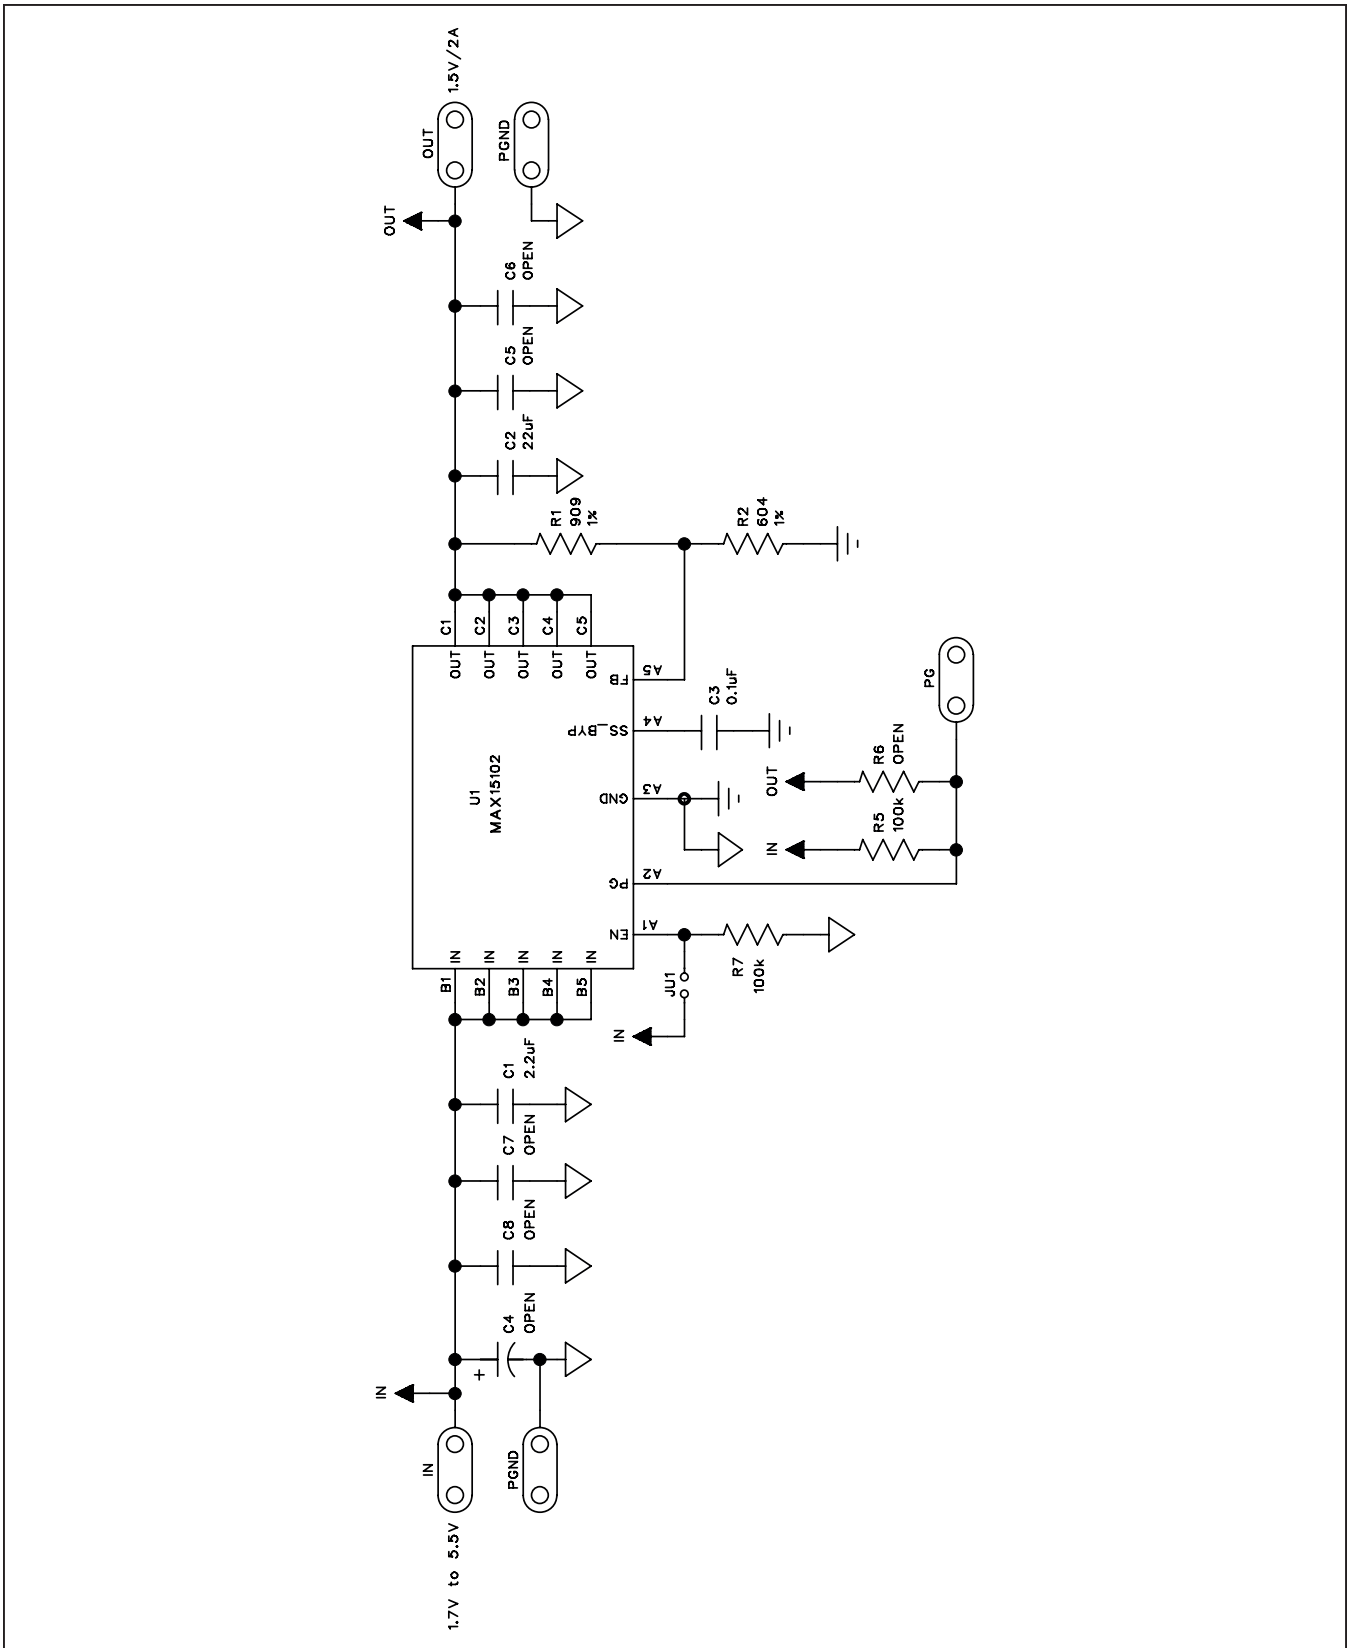 1.7V to 5.5V
IN
PGND
IN
+
C4
OPEN
C8
OPEN
C7
OPEN
C1
2.2uF
B1
B2
B3
B4
B5
IN
IN
IN
IN
IN
U1
MAX15102
OUT
OUT
OUT
OUT
OUT
C1
C2
C3
C4
C5
EN
PG
GND
SS_BYP
FB
A1
A2
A3
A4
A5
IN
JU1
R7
100k
IN
R5
100k
OUT
R6
OPEN
PG
C3
0.1uF
R1
909
1%
R2
604
1%
C2
22uF
C5
OPEN
C6
OPEN
OUT
OUT
PGND
1.5V/2A